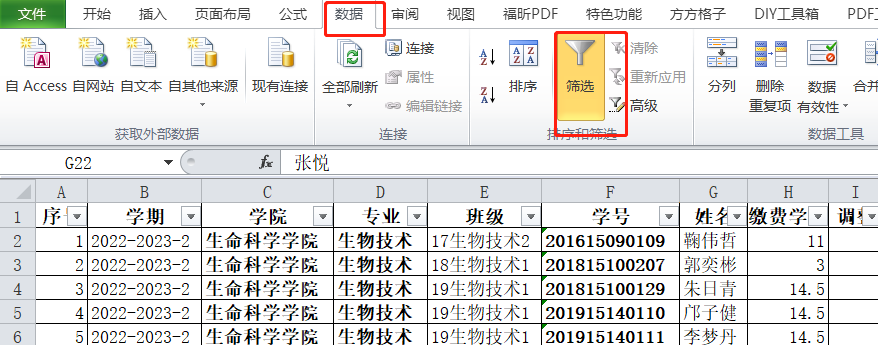 文件 开始 插入 页面布局 公式 数据 审阅 视图 福昕PDF 特色功能 方方格子 DIY工具箱
自 Access 自网站 自文本 自其他来源 现有连接 全部刷新 连接 属性 编辑链接 排序 筛选 清除 重新应用 高级 分列 删除重复项 数据有效性
获取外部数据 连接 排序和筛选 数据工具
G22 fx 张悦
A B C D E F G H I
1 序 学期 学院 专业 班级 学号 姓名 缴费学
2 1 2022-2023-2 生命科学学院 生物技术 17生物技术2 201615090109 鞠伟哲 11
3 2 2022-2023-2 生命科学学院 生物技术 18生物技术1 201815100207 郭奕彬 3
4 3 2022-2023-2 生命科学学院 生物技术 19生物技术1 201815100129 朱日青 14.5
5 4 2022-2023-2 生命科学学院 生物技术 19生物技术1 201915140110 邝子健 14.5
6 5 2022-2023-2 生命科学学院 生物技术 19生物技术1 201915140111 李梦丹 14.5